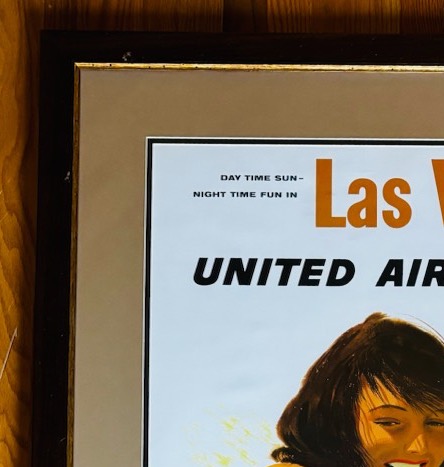 DAY TIME SUN-
NIGHT TIME FUN IN
Las V
UNITED AIR